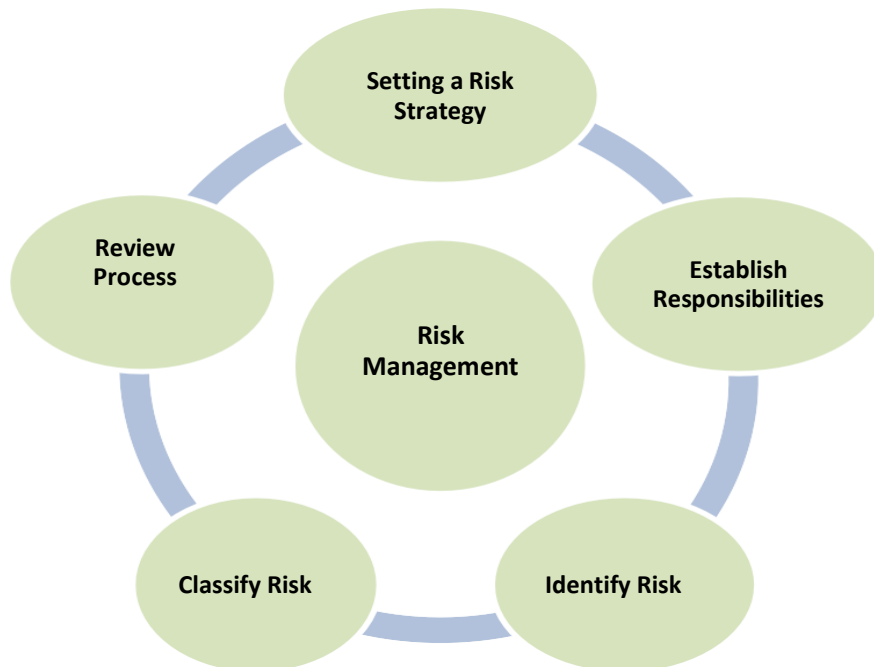 Setting a Risk
Strategy
Establish
Responsibilities
Identify Risk
Classify Risk
Review
Process
Risk
Management